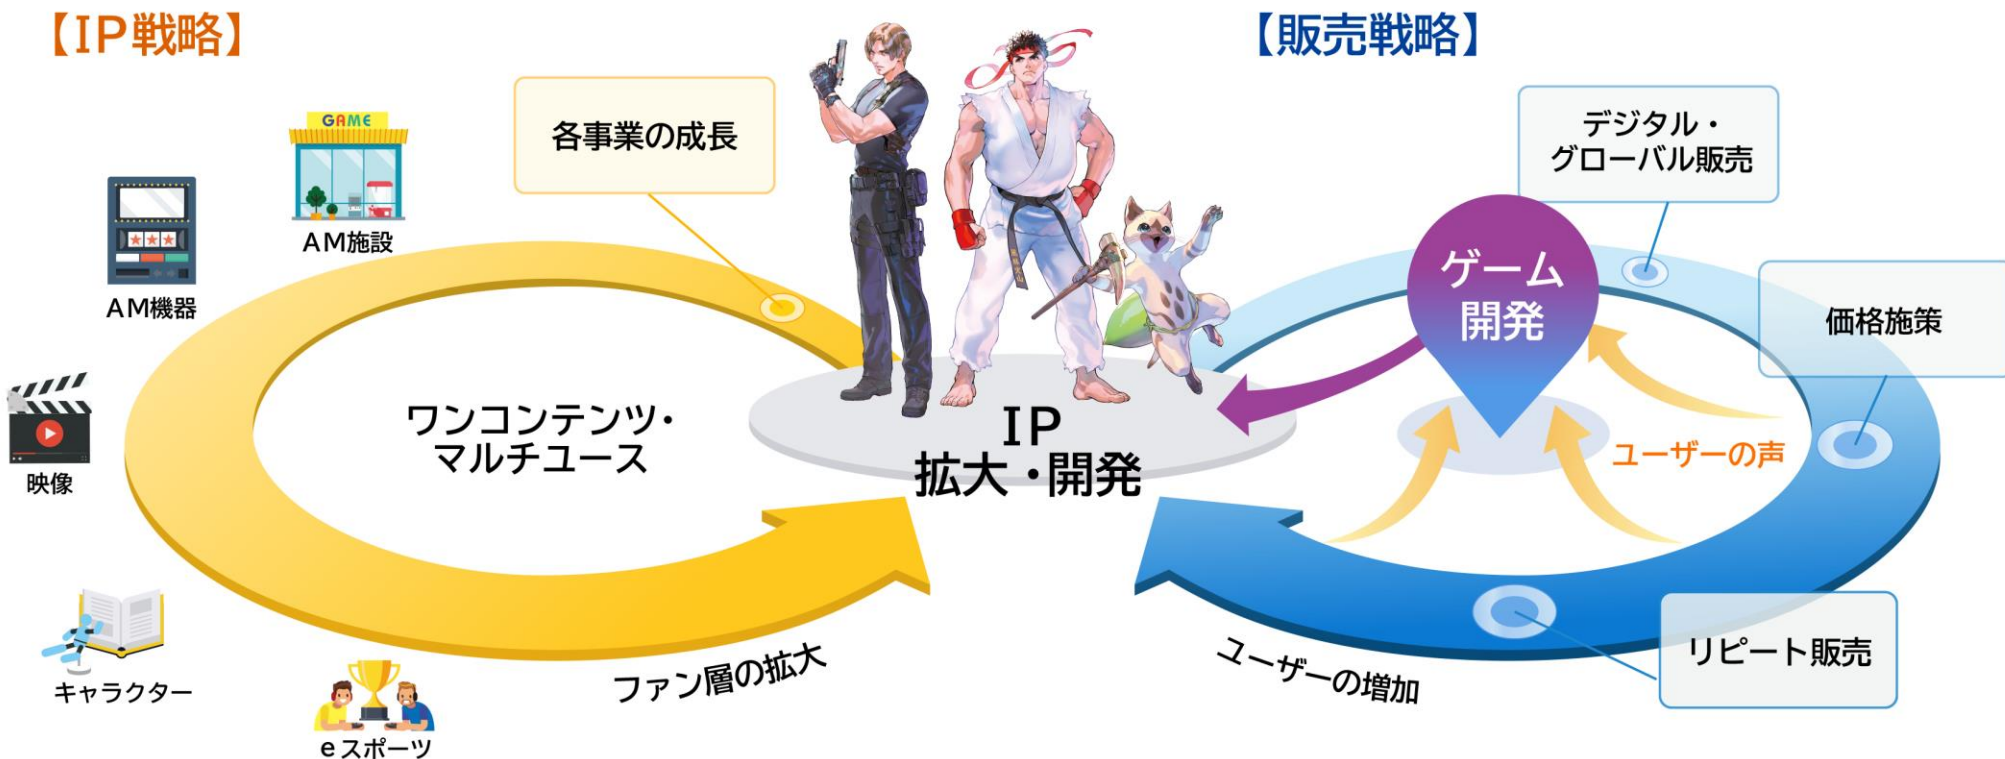 【IP戦略】
【販売戦略】
GAME
AM施設
AM機器
映像
キャラクター
eスポーツ
各事業の成長
ワンコンテンツ・
マルチユース
ファン層の拡大
IP
拡大・開発
デジタル・
グローバル販売
ゲーム
開発
価格施策
ユーザーの声
リピート販売
ユーザーの増加